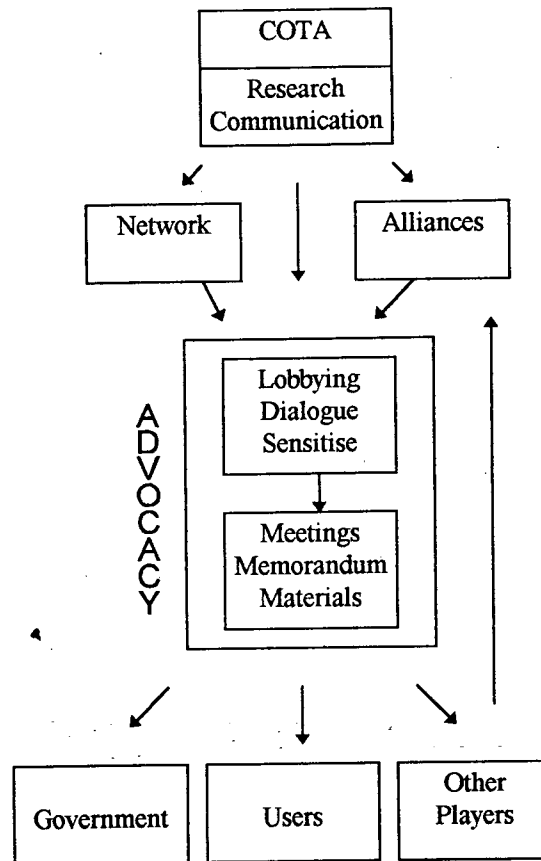 COTA
Research
Communication
Network
Alliances
ADVOCACY
Lobbying
Dialogue
Sensitise
Meetings
Memorandum
Materials
Government
Users
Other
Players